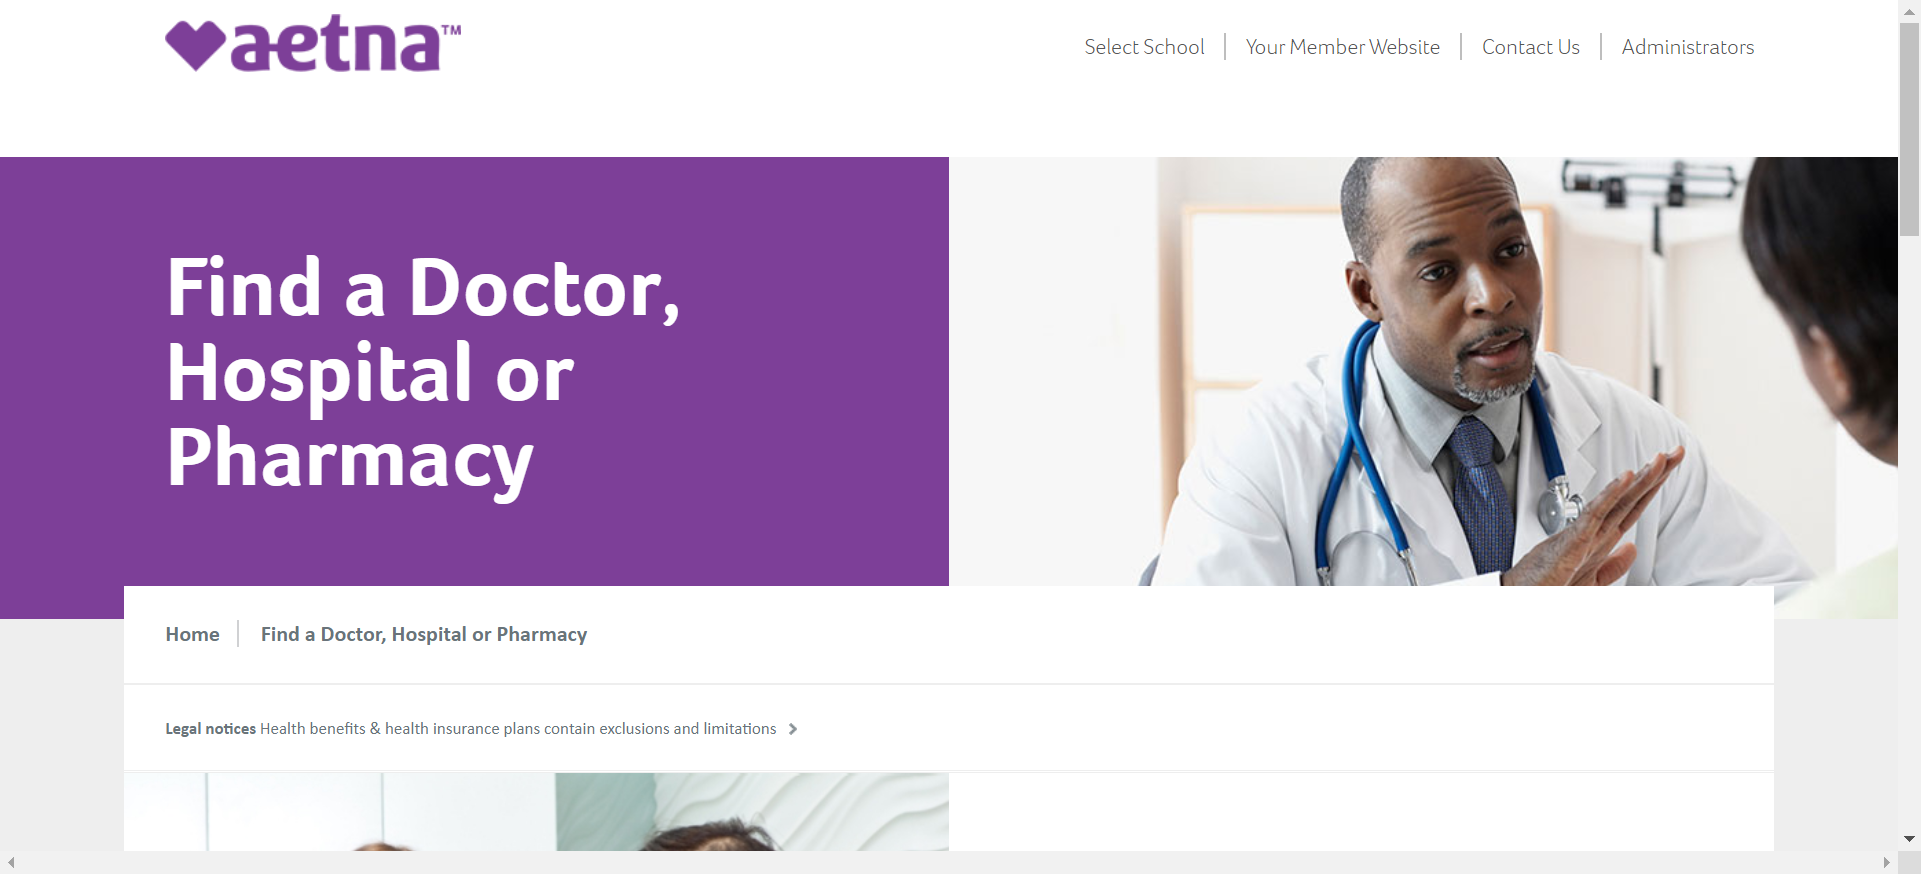 aetna™
Select School
Your Member Website
Contact Us
Administrators
Find a Doctor,
Hospital or
Pharmacy
Home
Find a Doctor, Hospital or Pharmacy
Legal notices Health benefits & health insurance plans contain exclusions and limitations